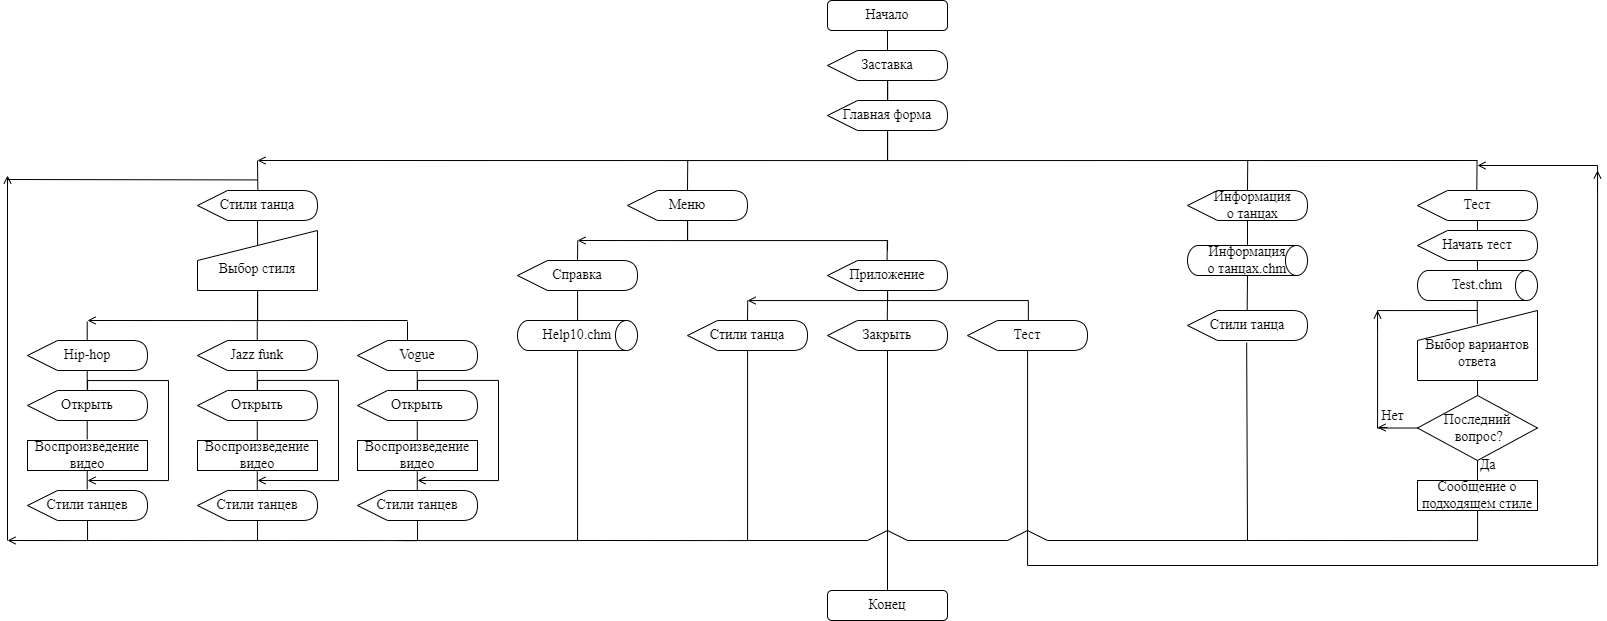 Начало
Заставка
Главная форма
Стили танца
Меню
Информация
о танцах
Тест
Начать тест
Выбор стиля
Справка
Приложение
Информация
о танцах.chm
Test.chm
Hip-hop
Jazz funk
Vogue
Help10.chm
Стили танца
Закрыть
Тест
Стили танца
Выбор вариантов
ответа
Открыть
Открыть
Открыть
Нет
Последний
вопрос?
Да
Воспроизведение
видео
Воспроизведение
видео
Воспроизведение
видео
Сообщение о
подходящем стиле
Стили танцев
Стили танцев
Стили танцев
Конец